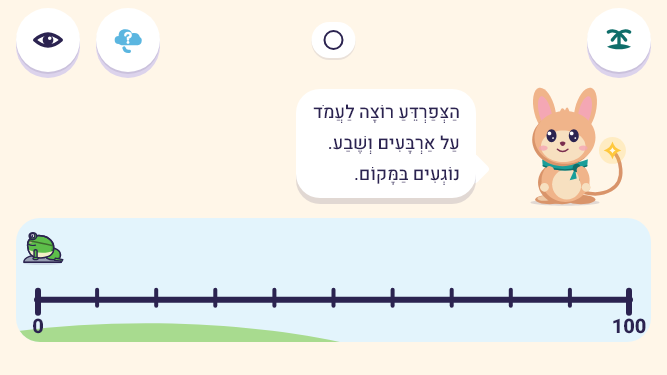 הַצְּפַרְדֵּעַ רוֹצָה לַעֲמֹד
עַל אַרְבָּעִים וְשֶׁבַע.
נוֹגְעִים בַּמָּקוֹם.
?
0
100